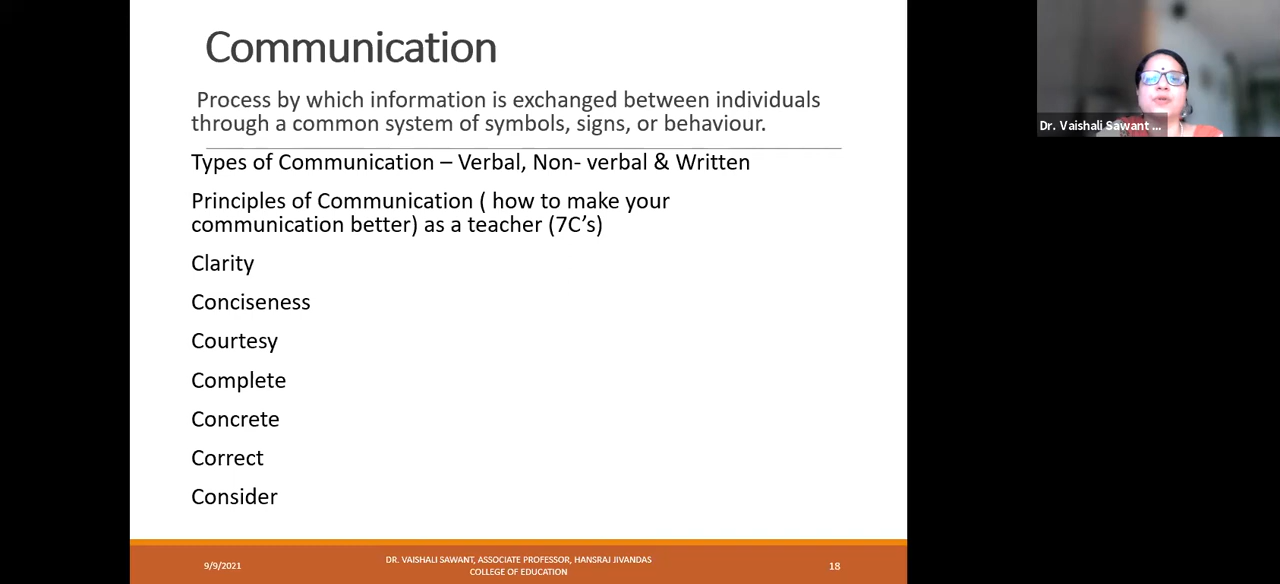 Communication
Process by which information is exchanged between individuals
through a common system of symbols, signs, or behaviour.
Types of Communication – Verbal, Non- verbal & Written
Principles of Communication ( how to make your
communication better) as a teacher (7C's)
Clarity
Conciseness
Courtesy
Complete
Concrete
Correct
Consider
9/9/2021
DR. VAISHALI SAWANT, ASSOCIATE PROFESSOR, HANSRAJ JIVANDAS
COLLEGE OF EDUCATION
18
Dr. Vaishali Sawant ...